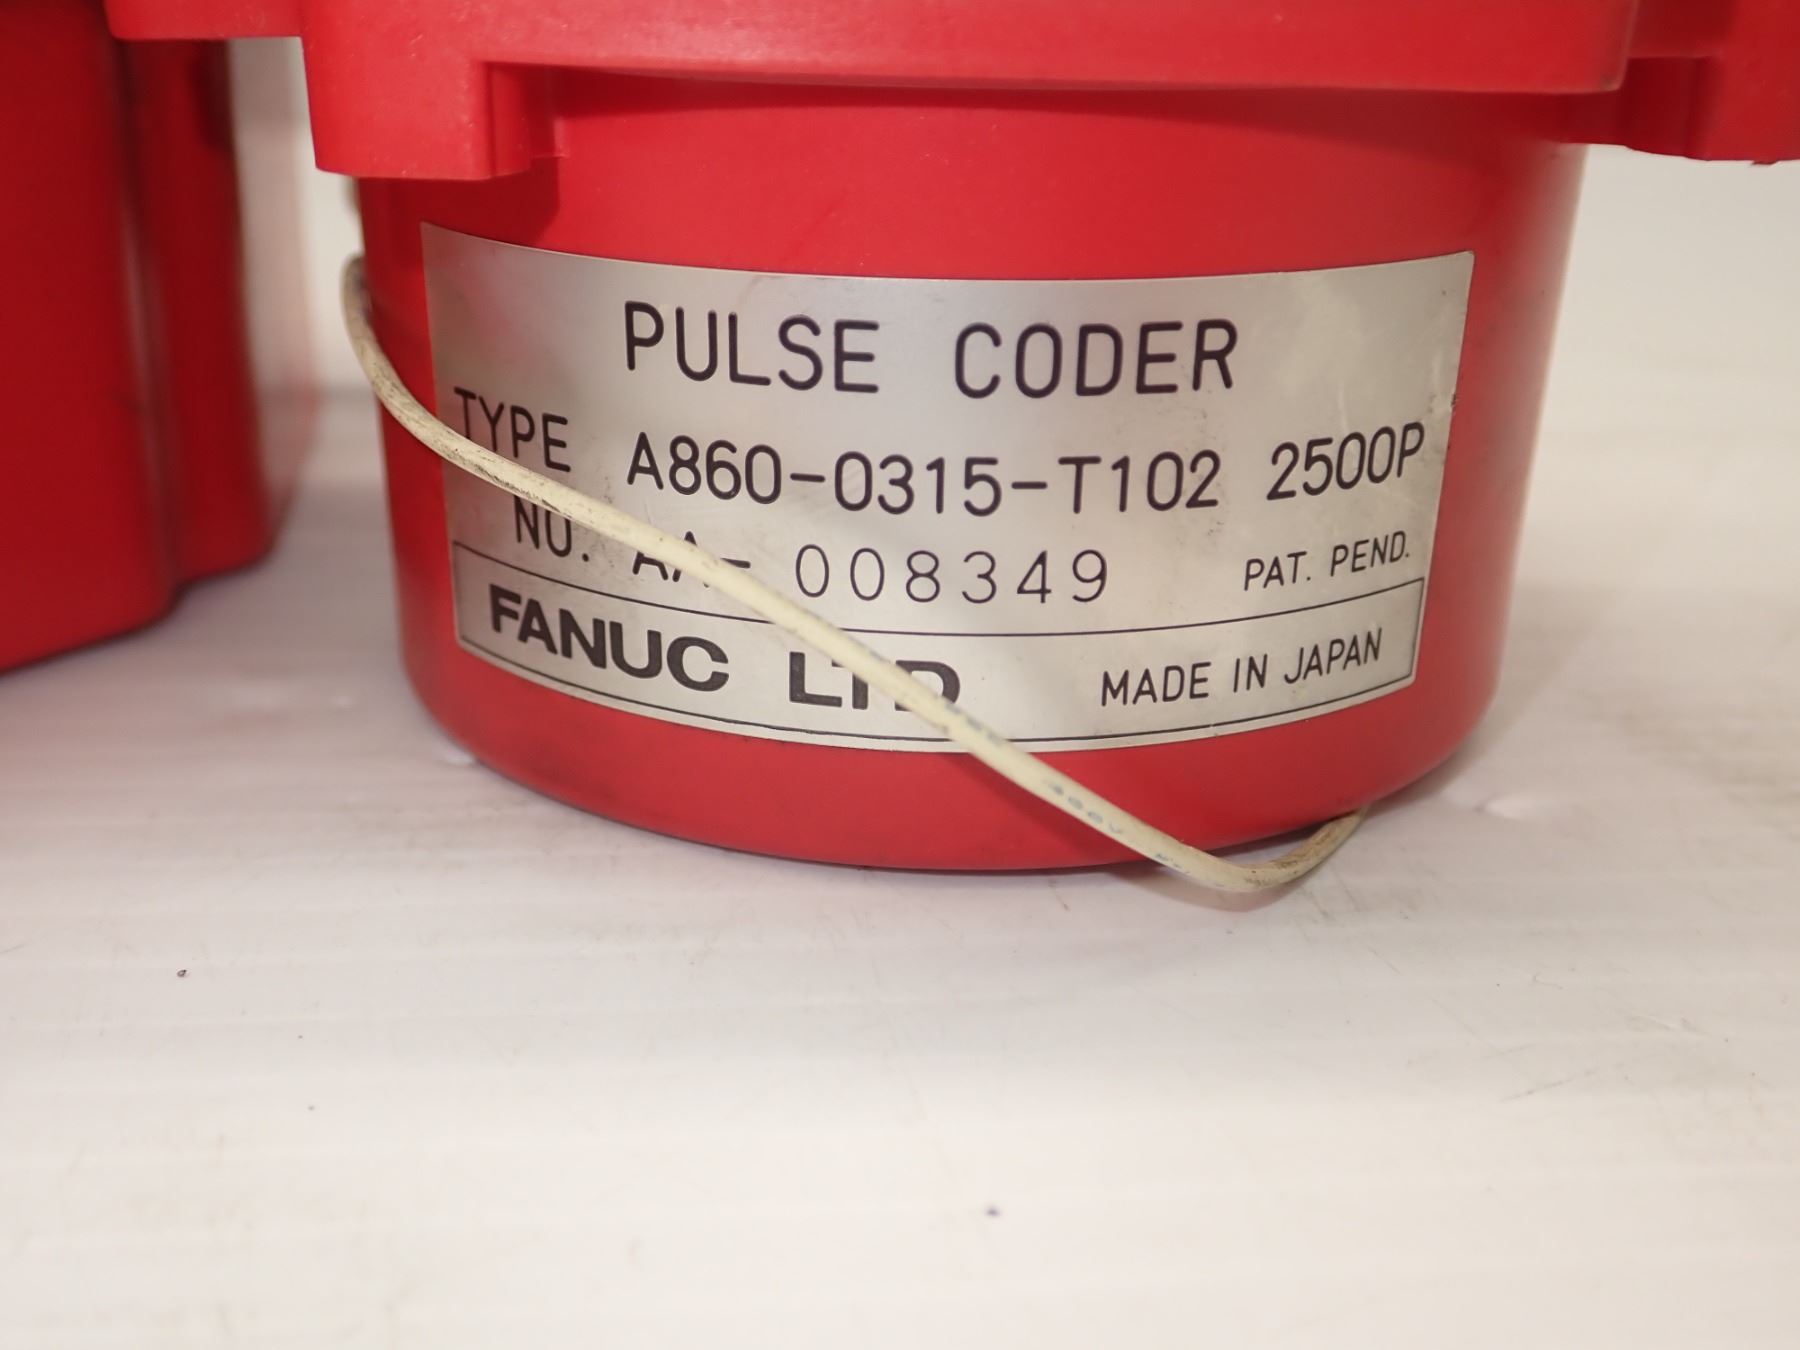 PULSE CODER
TYPE A860-0315-T102 2500P
NO. AA- 008349 PAT. PEND.
FANUC LTD MADE IN JAPAN